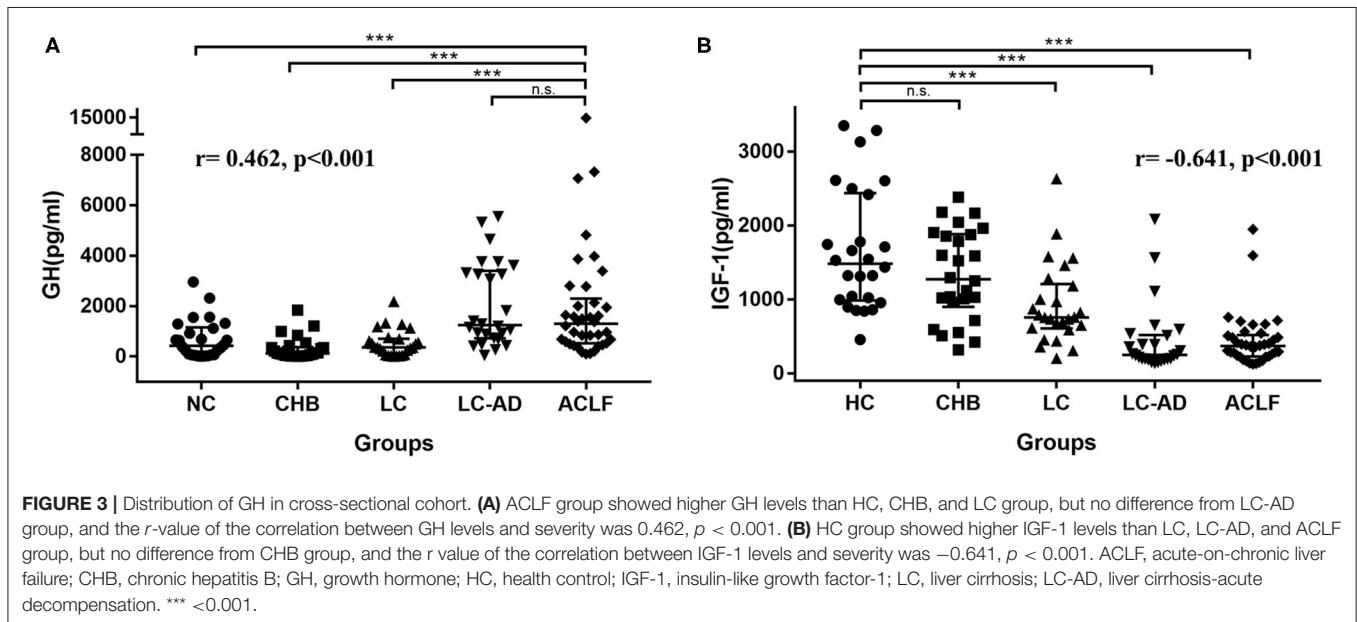 A
***
***
***
n.s.
15000
8000
6000
4000
2000
0
GH(pg/ml)
r= 0.462, p<0.001
NC CHB LC LC-AD ACLF
Groups
B
***
***
***
n.s.
3000
2000
1000
0
IGF-1(pg/ml)
r= -0.641, p<0.001
HC CHB LC LC-AD ACLF
Groups
FIGURE 3 | Distribution of GH in cross-sectional cohort. (A) ACLF group showed higher GH levels than HC, CHB, and LC group, but no difference from LC-AD
group, and the r-value of the correlation between GH levels and severity was 0.462, p < 0.001. (B) HC group showed higher IGF-1 levels than LC, LC-AD, and ACLF
group, but no difference from CHB group, and the r value of the correlation between IGF-1 levels and severity was −0.641, p < 0.001. ACLF, acute-on-chronic liver
failure; CHB, chronic hepatitis B; GH, growth hormone; HC, health control; IGF-1, insulin-like growth factor-1; LC, liver cirrhosis; LC-AD, liver cirrhosis-acute
decompensation. *** <0.001.